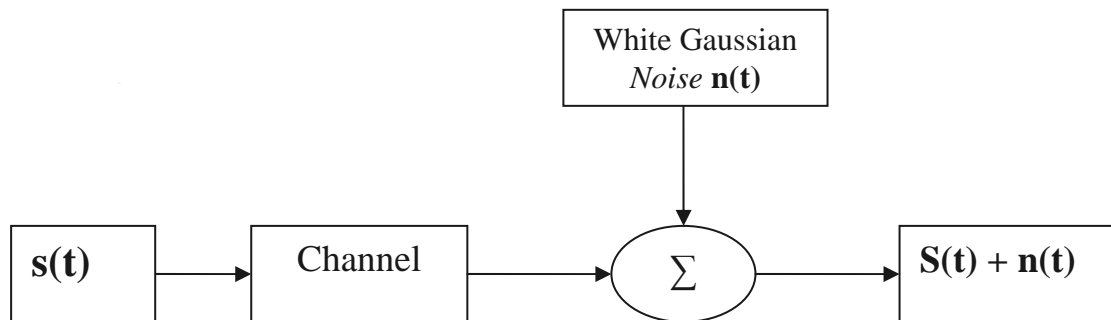 White Gaussian
Noise n(t)
s(t)
Channel
∑
S(t) + n(t)